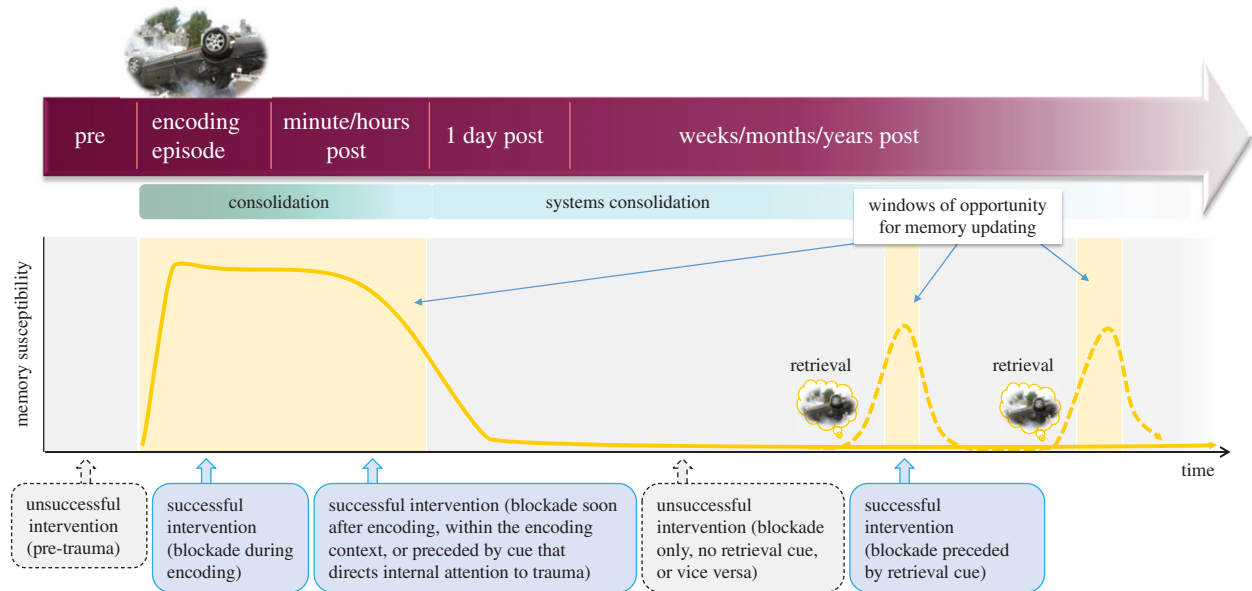 pre
encoding
episode
minute/hours
post
1 day post
weeks/months/years post
consolidation
systems consolidation
windows of opportunity
for memory updating
memory susceptibility
retrieval
retrieval
time
unsuccessful
intervention
(pre-trauma)
successful
intervention
(blockade during
encoding)
successful intervention (blockade soon
after encoding, within the encoding
context, or preceded by cue that
directs internal attention to trauma)
unsuccessful
intervention (blockade
only, no retrieval cue,
or vice versa)
successful
intervention
(blockade preceded
by retrieval cue)